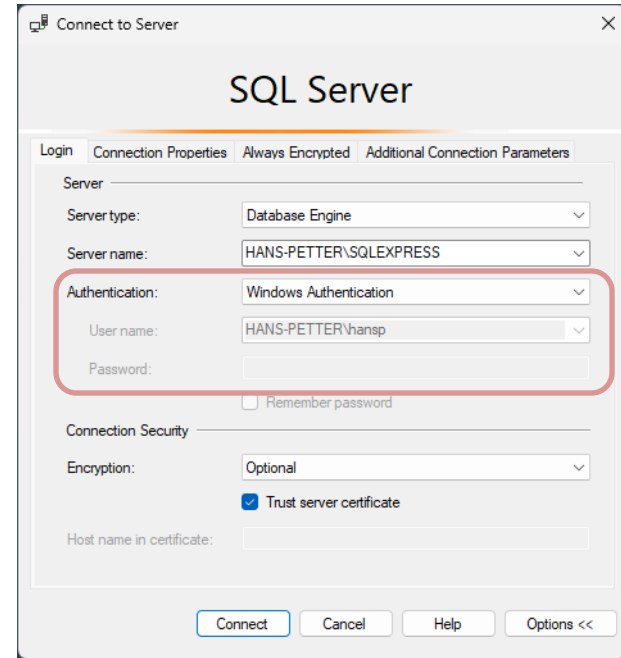 Connect to Server
SQL Server
Login Connection Properties Always Encrypted Additional Connection Parameters
Server
Server type: Database Engine
Server name: HANS-PETTER\SQLEXPRESS
Authentication: Windows Authentication
User name: HANS-PETTER\hansp
Password:
Remember password
Connection Security
Encryption: Optional
Trust server certificate
Host name in certificate:
Connect Cancel Help Options <<